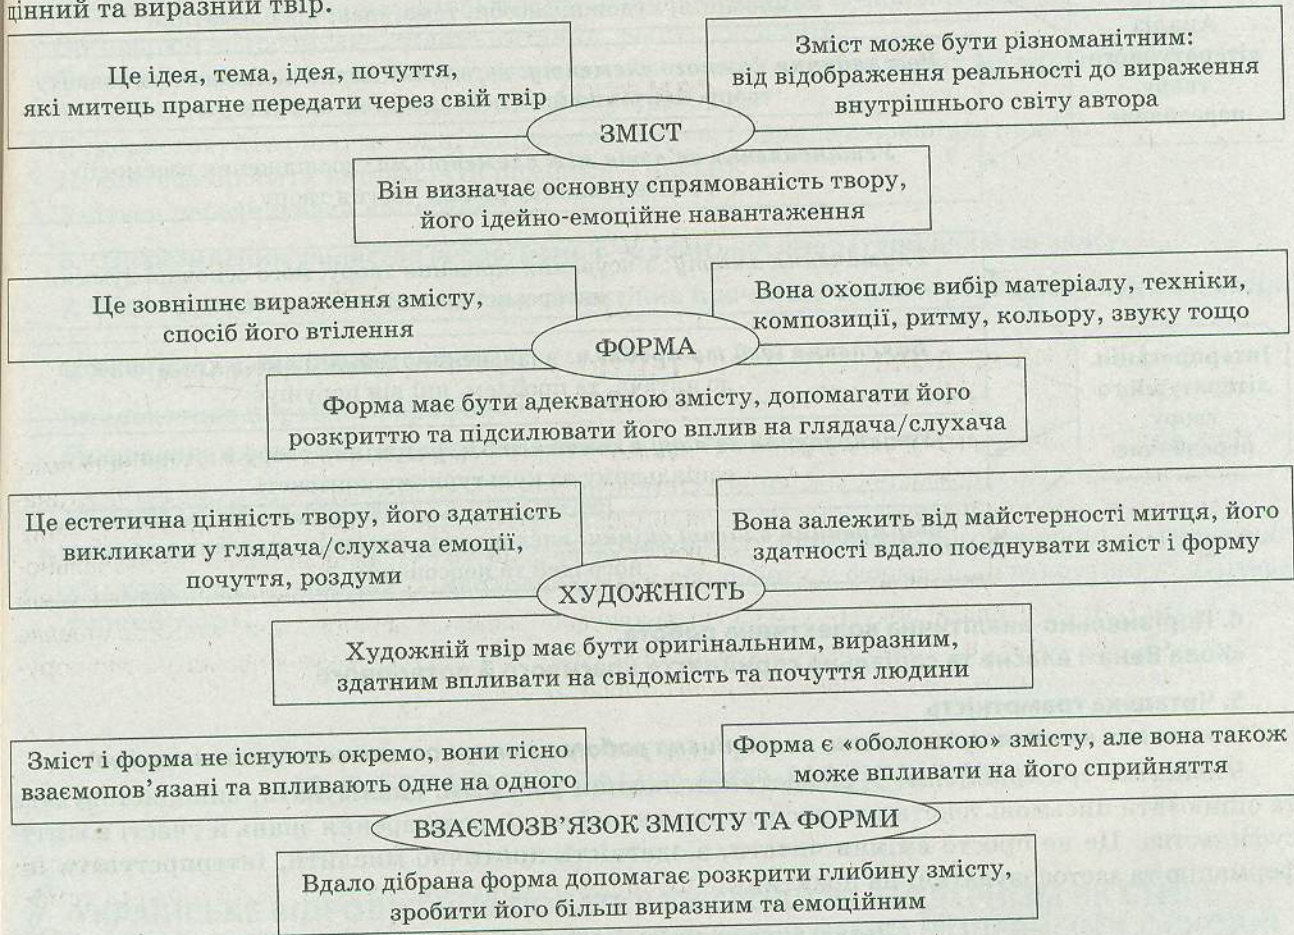 цінний та виразний твір.
Це ідея, тема, ідея, почуття,
які митець прагне передати через свій твір
Зміст може бути різноманітним:
від відображення реальності до вираження
внутрішнього світу автора
ЗМІСТ
Він визначає основну спрямованість твору,
його ідейно-емоційне навантаження
Це зовнішнє вираження змісту,
спосіб його втілення
Вона охоплює вибір матеріалу, техніки,
композиції, ритму, кольору, звуку тощо
ФОРМА
Форма має бути адекватною змісту, допомагати його
розкриттю та підсилювати його вплив на глядача/слухача
Це естетична цінність твору, його здатність
викликати у глядача/слухача емоції,
почуття, роздуми
Вона залежить від майстерності митця, його
здатності вдало поєднувати зміст і форму
ХУДОЖНІСТЬ
Художній твір має бути оригінальним, виразним,
здатним впливати на свідомість та почуття людини
Зміст і форма не існують окремо, вони тісно
взаємопов’язані та впливають одне на одного
Форма є «оболонкою» змісту, але вона також
може впливати на його сприйняття
ВЗАЄМОЗВ’ЯЗОК ЗМІСТУ ТА ФОРМИ
Вдало дібрана форма допомагає розкрити глибину змісту,
зробити його більш виразним та емоційним